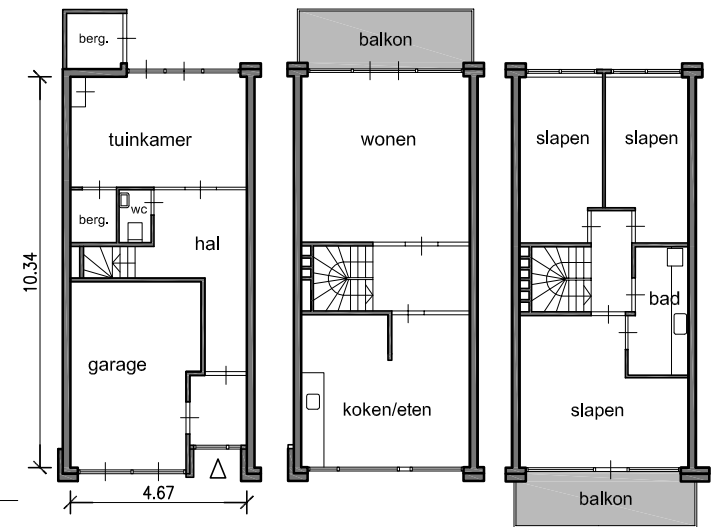 berg.
tuinkamer
berg.
wc
hal
garage
10.34
4.67
balkon
wonen
koken/eten
slapen
slapen
bad
slapen
balkon